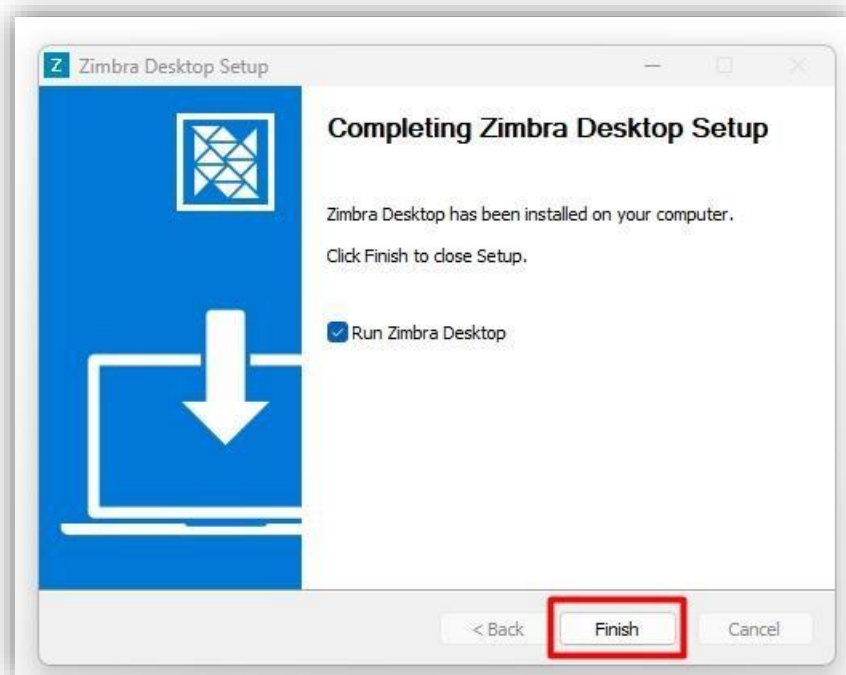 Z Zimbra Desktop Setup
Completing Zimbra Desktop Setup
Zimbra Desktop has been installed on your computer.
Click Finish to close Setup.
Run Zimbra Desktop
< Back Finish Cancel